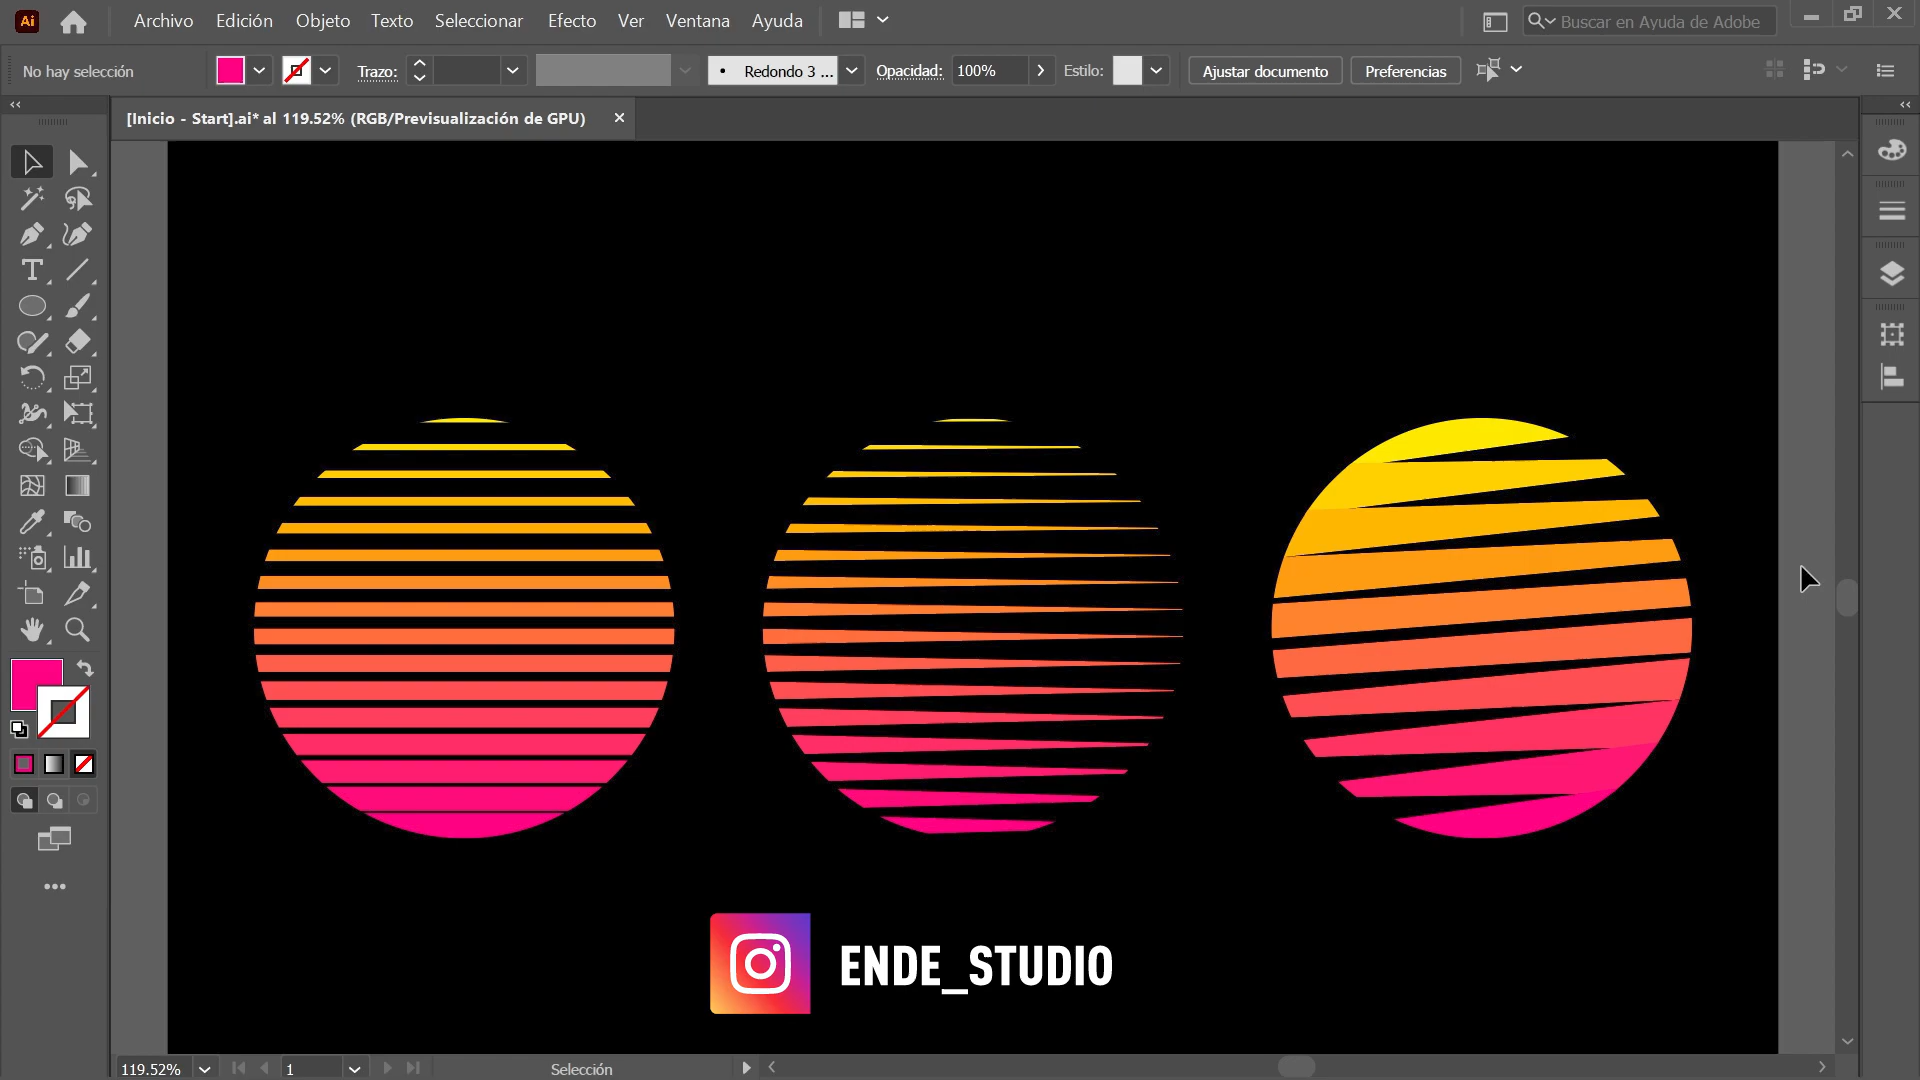 Ai
Archivo Edición Objeto Texto Seleccionar Efecto Ver Ventana Ayuda
Buscar en Ayuda de Adobe
No hay selección
Trazo:
Redondo 3 ...
Opacidad: 100%
Estilo:
Ajustar documento
Preferencias
[Inicio - Start].ai* al 119.52% (RGB/Previsualización de GPU)
ENDE_STUDIO
119.52%
1
Selección